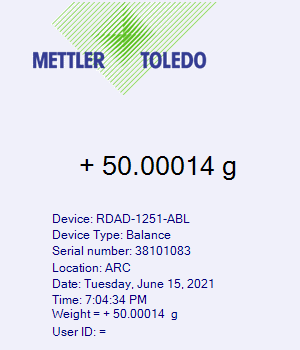 METTLER TOLEDO
+ 50.00014 g
Device: RDAD-1251-ABL
Device Type: Balance
Serial number: 38101083
Location: ARC
Date: Tuesday, June 15, 2021
Time: 7:04:34 PM
Weight = + 50.00014 g
User ID: =